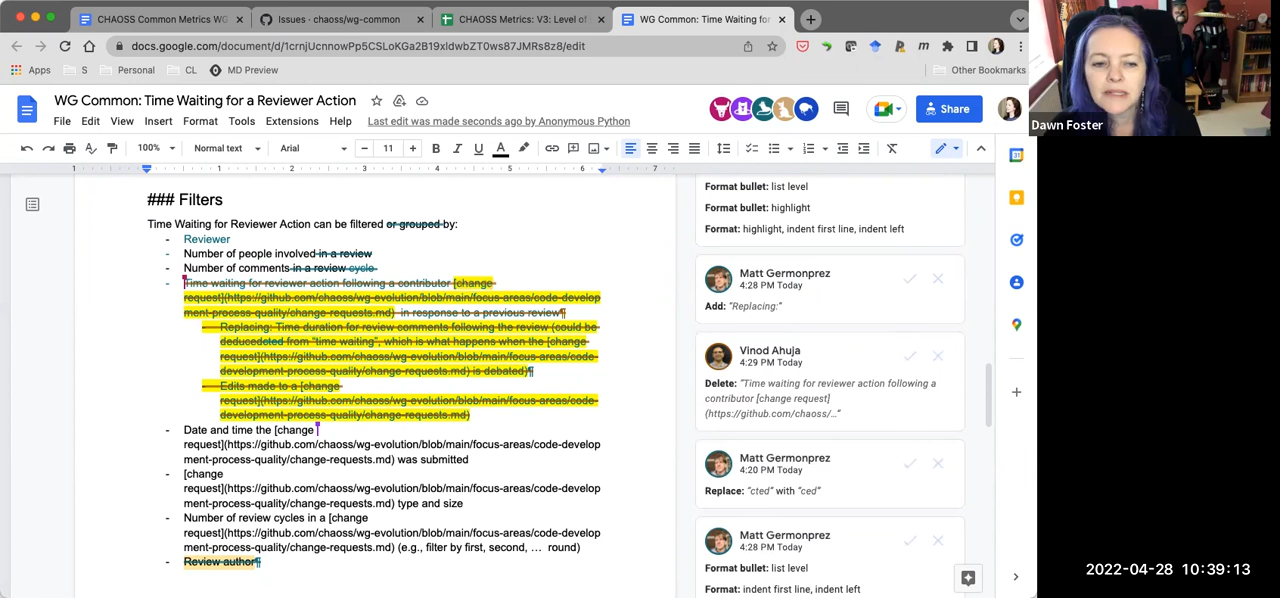 CHAOSS Common Metrics WG
Issues · chaoss/wg-common
CHAOSS Metrics: V3: Level of
WG Common: Time Waiting for
docs.google.com/document/d/1crnjUcnnowPp5CSLoKGa2B19xldwbZT0ws87JMRs8z8/edit
Apps
S
Personal
CL
MD Preview
Other Bookmarks
WG Common: Time Waiting for a Reviewer Action
File Edit View Insert Format Tools Extensions Help Last edit was made seconds ago by Anonymous Python
Share
100% Normal text Arial 11 B I U A
1 1 2 3 4 5 6 7
### Filters
Time Waiting for Reviewer Action can be filtered or grouped by:
- Reviewer
- Number of people involved in a review
- Number of comments in a review cycle
- Time waiting for reviewer action following a contributor [change
request](https://github.com/chaoss/wg-evolution/blob/main/focus-areas/code-develop
ment-process-quality/change-requests.md) in response to a previous review¶
- Replacing: Time duration for review comments following the review (could be
deducedcted from "time waiting", which is what happens when the [change
request](https://github.com/chaoss/wg-evolution/blob/main/focus-areas/code-
development-process-quality/change-requests.md) is debated)¶
- Edits made to a [change
request](https://github.com/chaoss/wg-evolution/blob/main/focus-areas/code-
development-process-quality/change-requests.md)
- Date and time the [change
request](https://github.com/chaoss/wg-evolution/blob/main/focus-areas/code-develop
ment-process-quality/change-requests.md) was submitted
- [change
request](https://github.com/chaoss/wg-evolution/blob/main/focus-areas/code-develop
ment-process-quality/change-requests.md) type and size
- Number of review cycles in a [change
request](https://github.com/chaoss/wg-evolution/blob/main/focus-areas/code-develop
ment-process-quality/change-requests.md) (e.g., filter by first, second, … round)
- Review author¶
Format bullet: list level
Format bullet: highlight
Format: highlight, indent first line, indent left
Matt Germonprez
4:28 PM Today
Add: "Replacing:"
Vinod Ahuja
4:29 PM Today
Delete: "Time waiting for reviewer action following a
contributor [change request]
(https://github.com/chaoss/…"
Matt Germonprez
4:20 PM Today
Replace: "cted" with "ced"
Matt Germonprez
4:28 PM Today
Format bullet: list level
Format: indent first line, indent left
Dawn Foster
2022-04-28 10:39:13